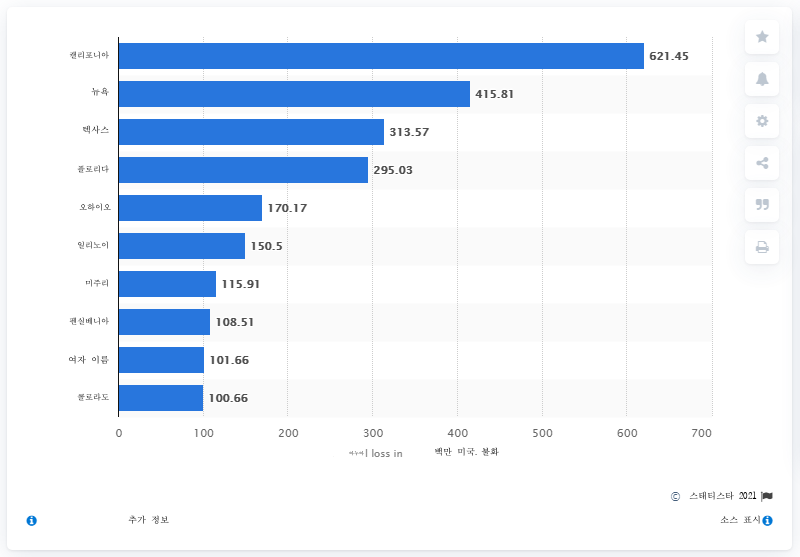 캘리포니아 621.45
뉴욕 415.81
텍사스 313.57
플로리다 295.03
오하이오 170.17
일리노이 150.5
미주리 115.91
펜실베니아 108.51
여자 이름 101.66
콜로라도 100.66
0 100 200 300 400 500 600 700
loss in 백만 미국. 불화
© 스태티스타 2021
추가 정보 소스 표시